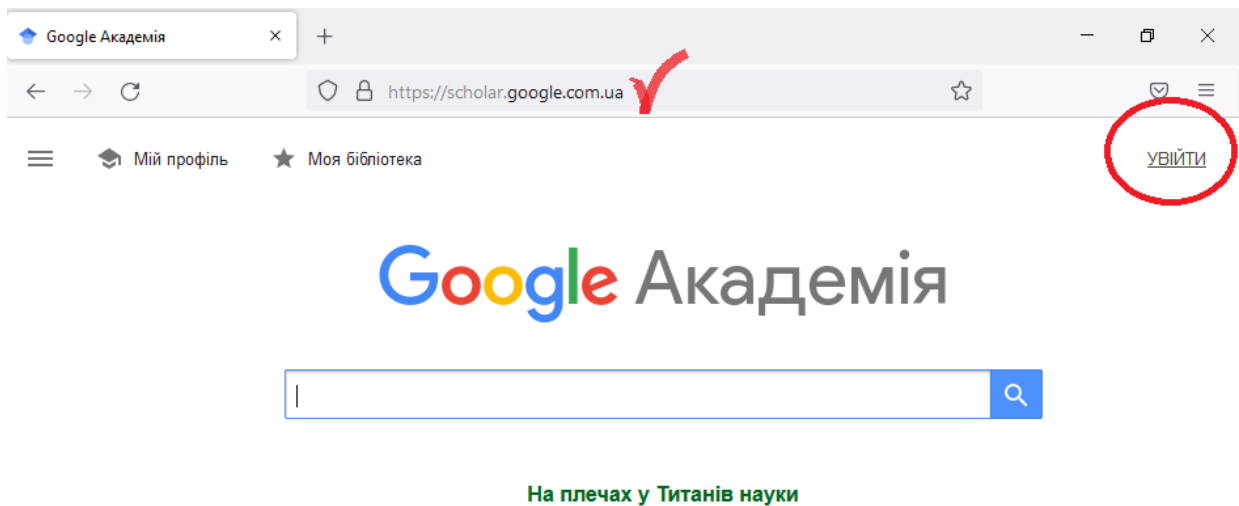 Google Академія
https://scholar.google.com.ua
Мій профіль
Моя бібліотека
УВІЙТИ
Google Академія
На плечах у Титанів науки